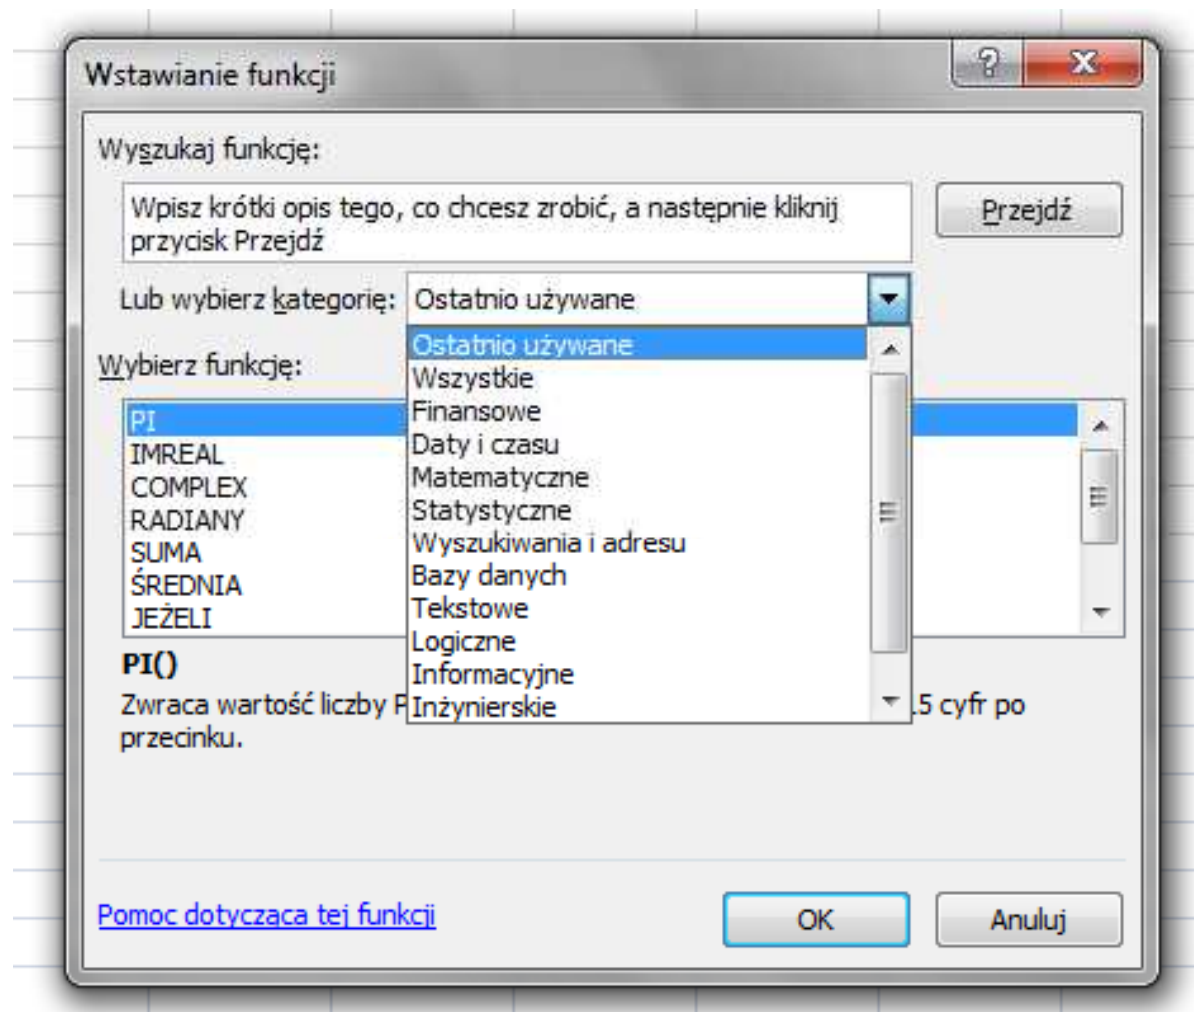 Wstawianie funkcji
?
X
Wyszukaj funkcję:
Wpisz krótki opis tego, co chcesz zrobić, a następnie kliknij
przycisk Przejdź
Przejdź
Lub wybierz kategorię:
Ostatnio używane
Ostatnio używane
Wszystkie
Finansowe
Daty i czasu
Matematyczne
Statystyczne
Wyszukiwania i adresu
Bazy danych
Tekstowe
Logiczne
Informacyjne
Inżynierskie
Wybierz funkcję:
PI
IMREAL
COMPLEX
RADIANY
SUMA
ŚREDNIA
JEŻELI
PI()
Zwraca wartość liczby 5 cyfr po
przecinku.
Pomoc dotycząca tej funkcji
OK
Anuluj